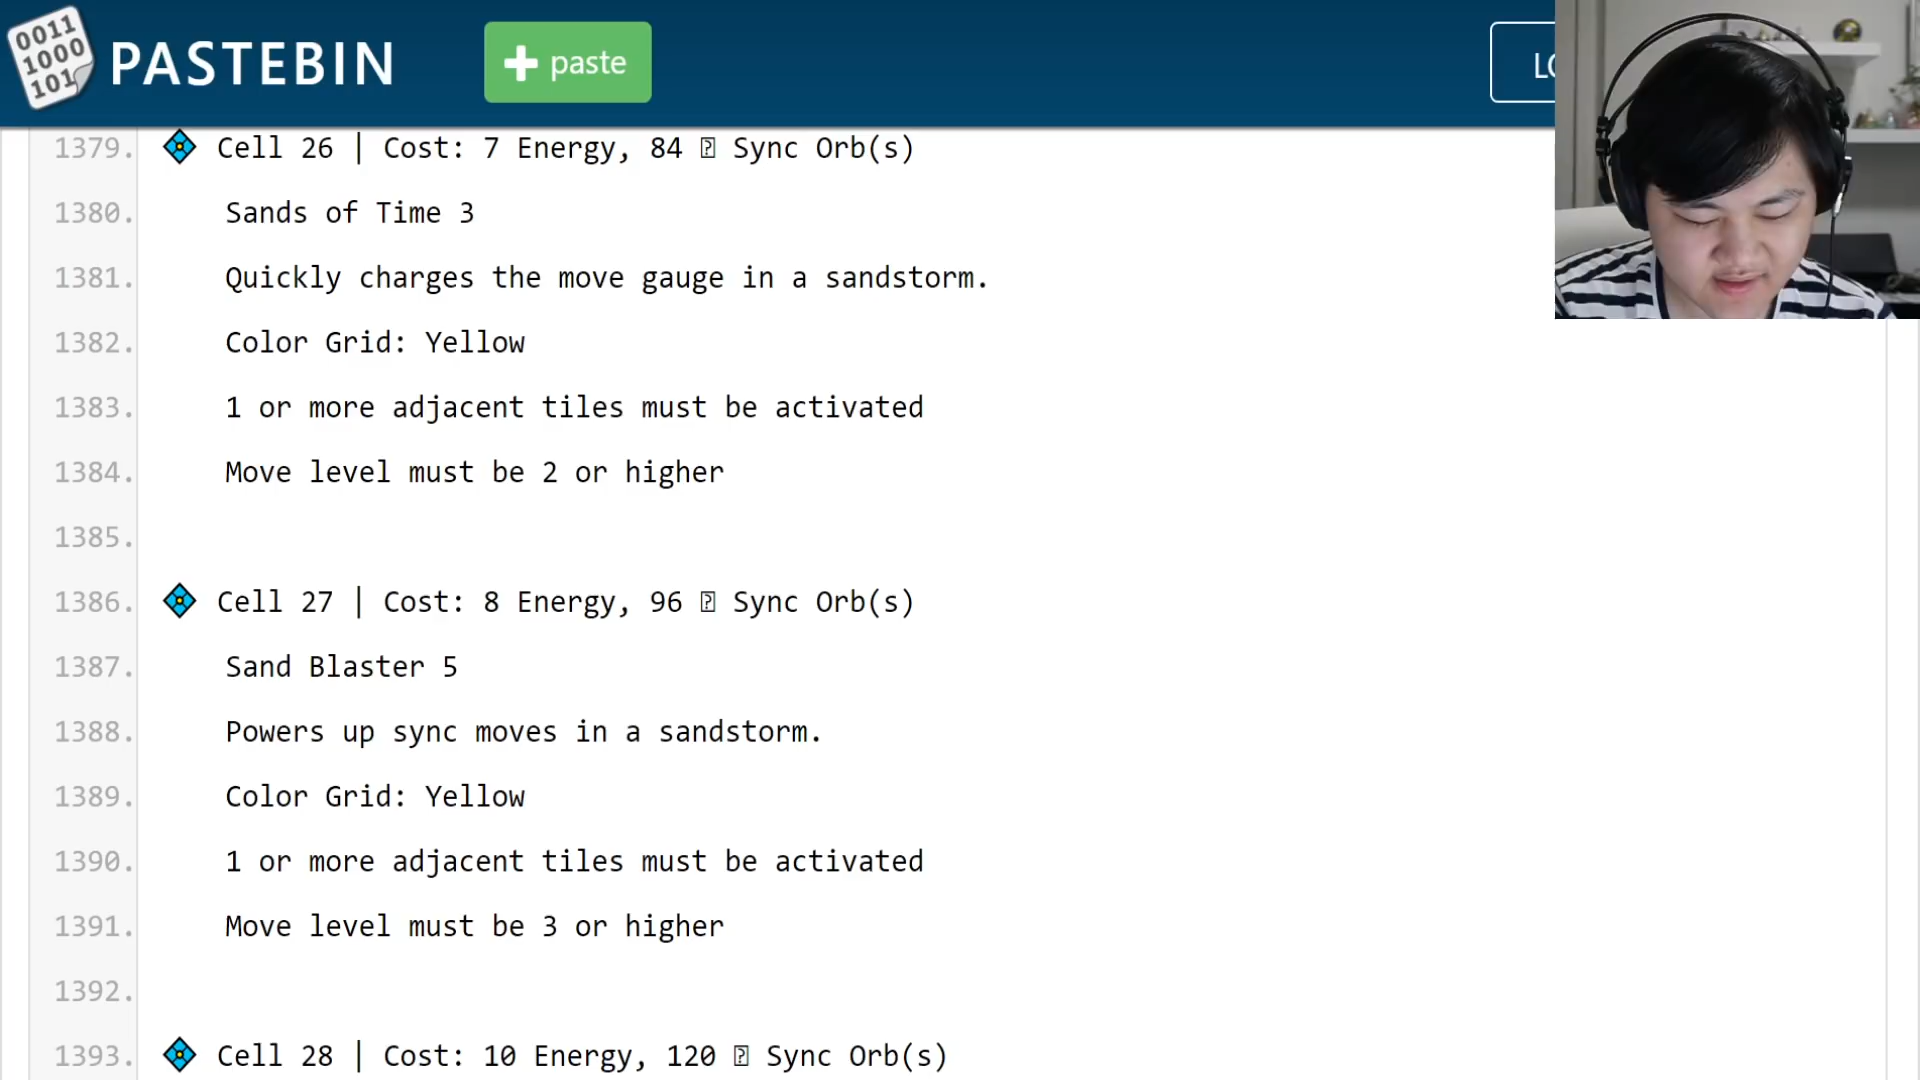 0011
1000
101
PASTEBIN
paste
1379. Cell 26 | Cost: 7 Energy, 84 Sync Orb(s)
1380. Sands of Time 3
1381. Quickly charges the move gauge in a sandstorm.
1382. Color Grid: Yellow
1383. 1 or more adjacent tiles must be activated
1384. Move level must be 2 or higher
1385.
1386. Cell 27 | Cost: 8 Energy, 96 Sync Orb(s)
1387. Sand Blaster 5
1388. Powers up sync moves in a sandstorm.
1389. Color Grid: Yellow
1390. 1 or more adjacent tiles must be activated
1391. Move level must be 3 or higher
1392.
1393. Cell 28 | Cost: 10 Energy, 120 Sync Orb(s)